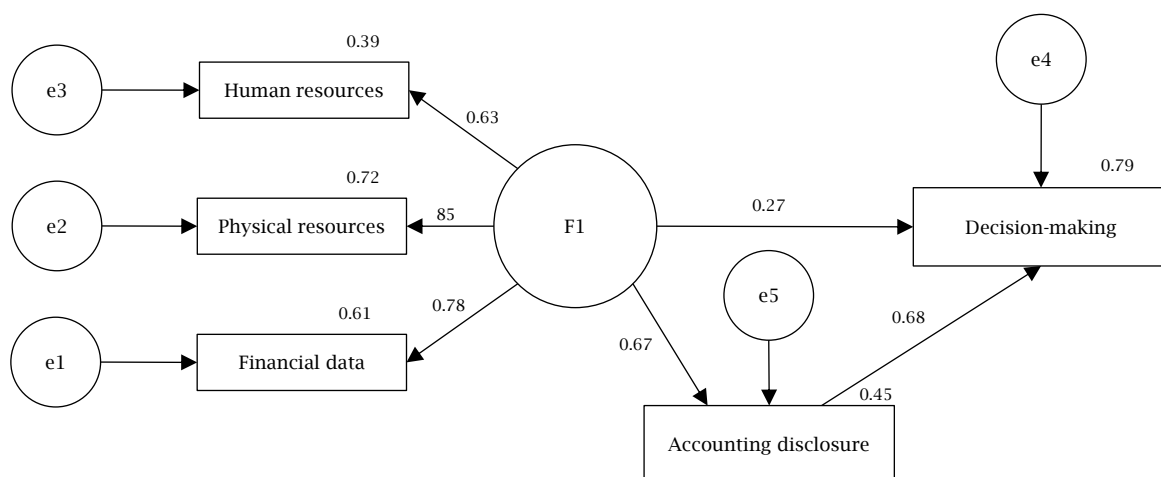 0.39
e3
Human resources
0.63
e4
0.79
Decision-making
0.72
e2
Physical resources
85
F1
0.27
e5
0.61
e1
Financial data
0.78
0.67
0.68
0.45
Accounting disclosure